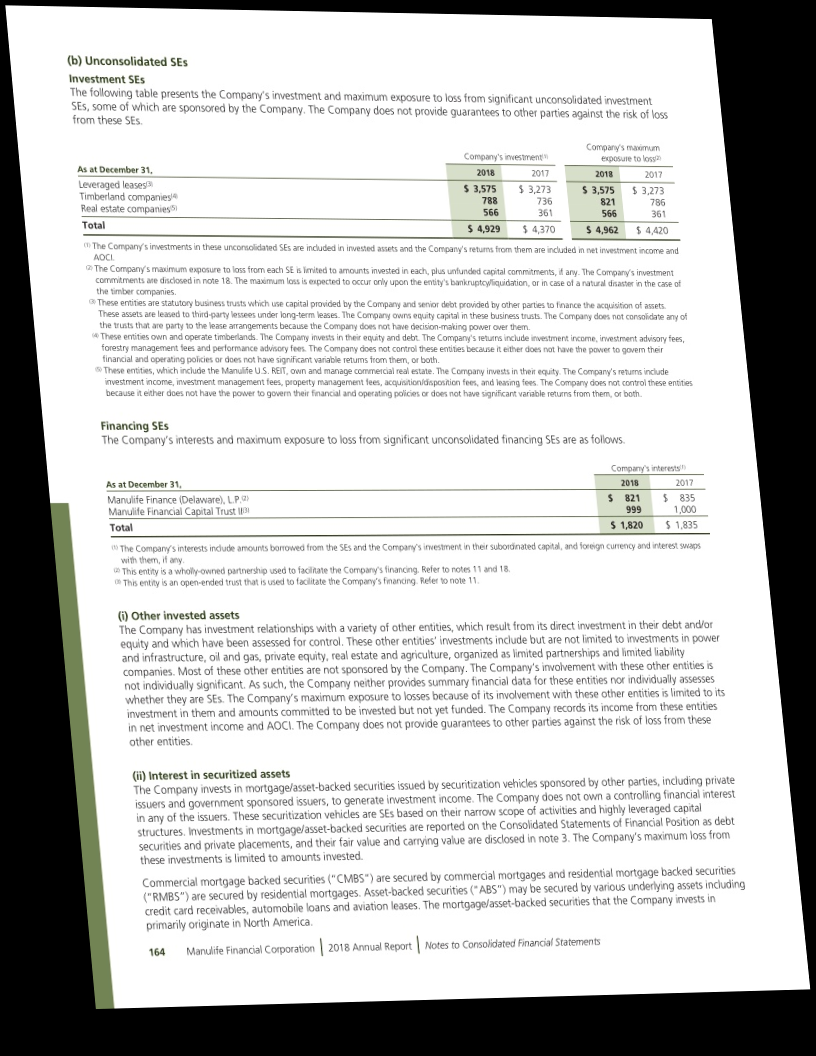 (b) Unconsolidated SEs
Investment SEs
The following table presents the Company's investment and maximum exposure to loss from significant unconsolidated investment
SEs, some of which are sponsored by the Company. The Company does not provide guarantees to other parties against the risk of loss
from these SEs.
Company's investment(1) Company's maximum exposure to loss(2)
As at December 31, 2018 2017 2018 2017
Leveraged leases(3) $ 3,575 $ 3,273 $ 3,575 $ 3,273
Timberland companies(4) 788 736 821 786
Real estate companies(5) 566 361 566 361
Total $ 4,929 $ 4,370 $ 4,962 $ 4,420
(1) The Company's investments in these unconsolidated SEs are included in invested assets and the Company's returns from them are included in net investment income and
AOCI.
(2) The Company's maximum exposure to loss from each SE is limited to amounts invested in each, plus unfunded capital commitments, if any. The Company's investment
commitments are disclosed in note 18. The maximum loss is expected to occur only upon the entity's bankruptcy/liquidation, or in case of a natural disaster in the case of
the timber companies.
(3) These entities are statutory business trusts which use capital provided by the Company and senior debt provided by other parties to finance the acquisition of assets.
These assets are leased to third-party lessees under long-term leases. The Company owns equity capital in these business trusts. The Company does not consolidate any of
the trusts that are party to the lease arrangements because the Company does not have decision-making power over them.
(4) These entities own and operate timberlands. The Company invests in their equity and debt. The Company's returns include investment income, investment advisory fees,
forestry management fees and performance advisory fees. The Company does not control these entities because it either does not have the power to govern their
financial and operating policies or does not have significant variable returns from them, or both.
(5) These entities, which include the Manulife U.S. REIT, own and manage commercial real estate. The Company invests in their equity. The Company's returns include
investment income, investment management fees, property management fees, acquisition/disposition fees, and leasing fees. The Company does not control these entities
because it either does not have the power to govern their financial and operating policies or does not have significant variable returns from them, or both.
Financing SEs
The Company's interests and maximum exposure to loss from significant unconsolidated financing SEs are as follows.
Company's interests(1)
As at December 31, 2018 2017
Manulife Finance (Delaware), L.P.(2) $ 821 $ 835
Manulife Financial Capital Trust II(3) 999 1,000
Total $ 1,820 $ 1,835
(1) The Company's interests include amounts borrowed from the SEs and the Company's investment in their subordinated capital, and foreign currency and interest swaps
with them, if any.
(2) This entity is a wholly-owned partnership used to facilitate the Company's financing. Refer to notes 11 and 18.
(3) This entity is an open-ended trust that is used to facilitate the Company's financing. Refer to note 11.
(i) Other invested assets
The Company has investment relationships with a variety of other entities, which result from its direct investment in their debt and/or
equity and which have been assessed for control. These other entities' investments include but are not limited to investments in power
and infrastructure, oil and gas, private equity, real estate and agriculture, organized as limited partnerships and limited liability
companies. Most of these other entities are not sponsored by the Company. The Company's involvement with these other entities is
not individually significant. As such, the Company neither provides summary financial data for these entities nor individually assesses
whether they are SEs. The Company's maximum exposure to losses because of its involvement with these other entities is limited to its
investment in them and amounts committed to be invested but not yet funded. The Company records its income from these entities
in net investment income and AOCI. The Company does not provide guarantees to other parties against the risk of loss from these
other entities.
(ii) Interest in securitized assets
The Company invests in mortgage/asset-backed securities issued by securitization vehicles sponsored by other parties, including private
issuers and government sponsored issuers, to generate investment income. The Company does not own a controlling financial interest
in any of the issuers. These securitization vehicles are SEs based on their narrow scope of activities and highly leveraged capital
structures. Investments in mortgage/asset-backed securities are reported on the Consolidated Statements of Financial Position as debt
securities and private placements, and their fair value and carrying value are disclosed in note 3. The Company's maximum loss from
these investments is limited to amounts invested.
Commercial mortgage backed securities ("CMBS") are secured by commercial mortgages and residential mortgage backed securities
("RMBS") are secured by residential mortgages. Asset-backed securities ("ABS") may be secured by various underlying assets including
credit card receivables, automobile loans and aviation leases. The mortgage/asset-backed securities that the Company invests in
primarily originate in North America.
164 Manulife Financial Corporation | 2018 Annual Report | Notes to Consolidated Financial Statements